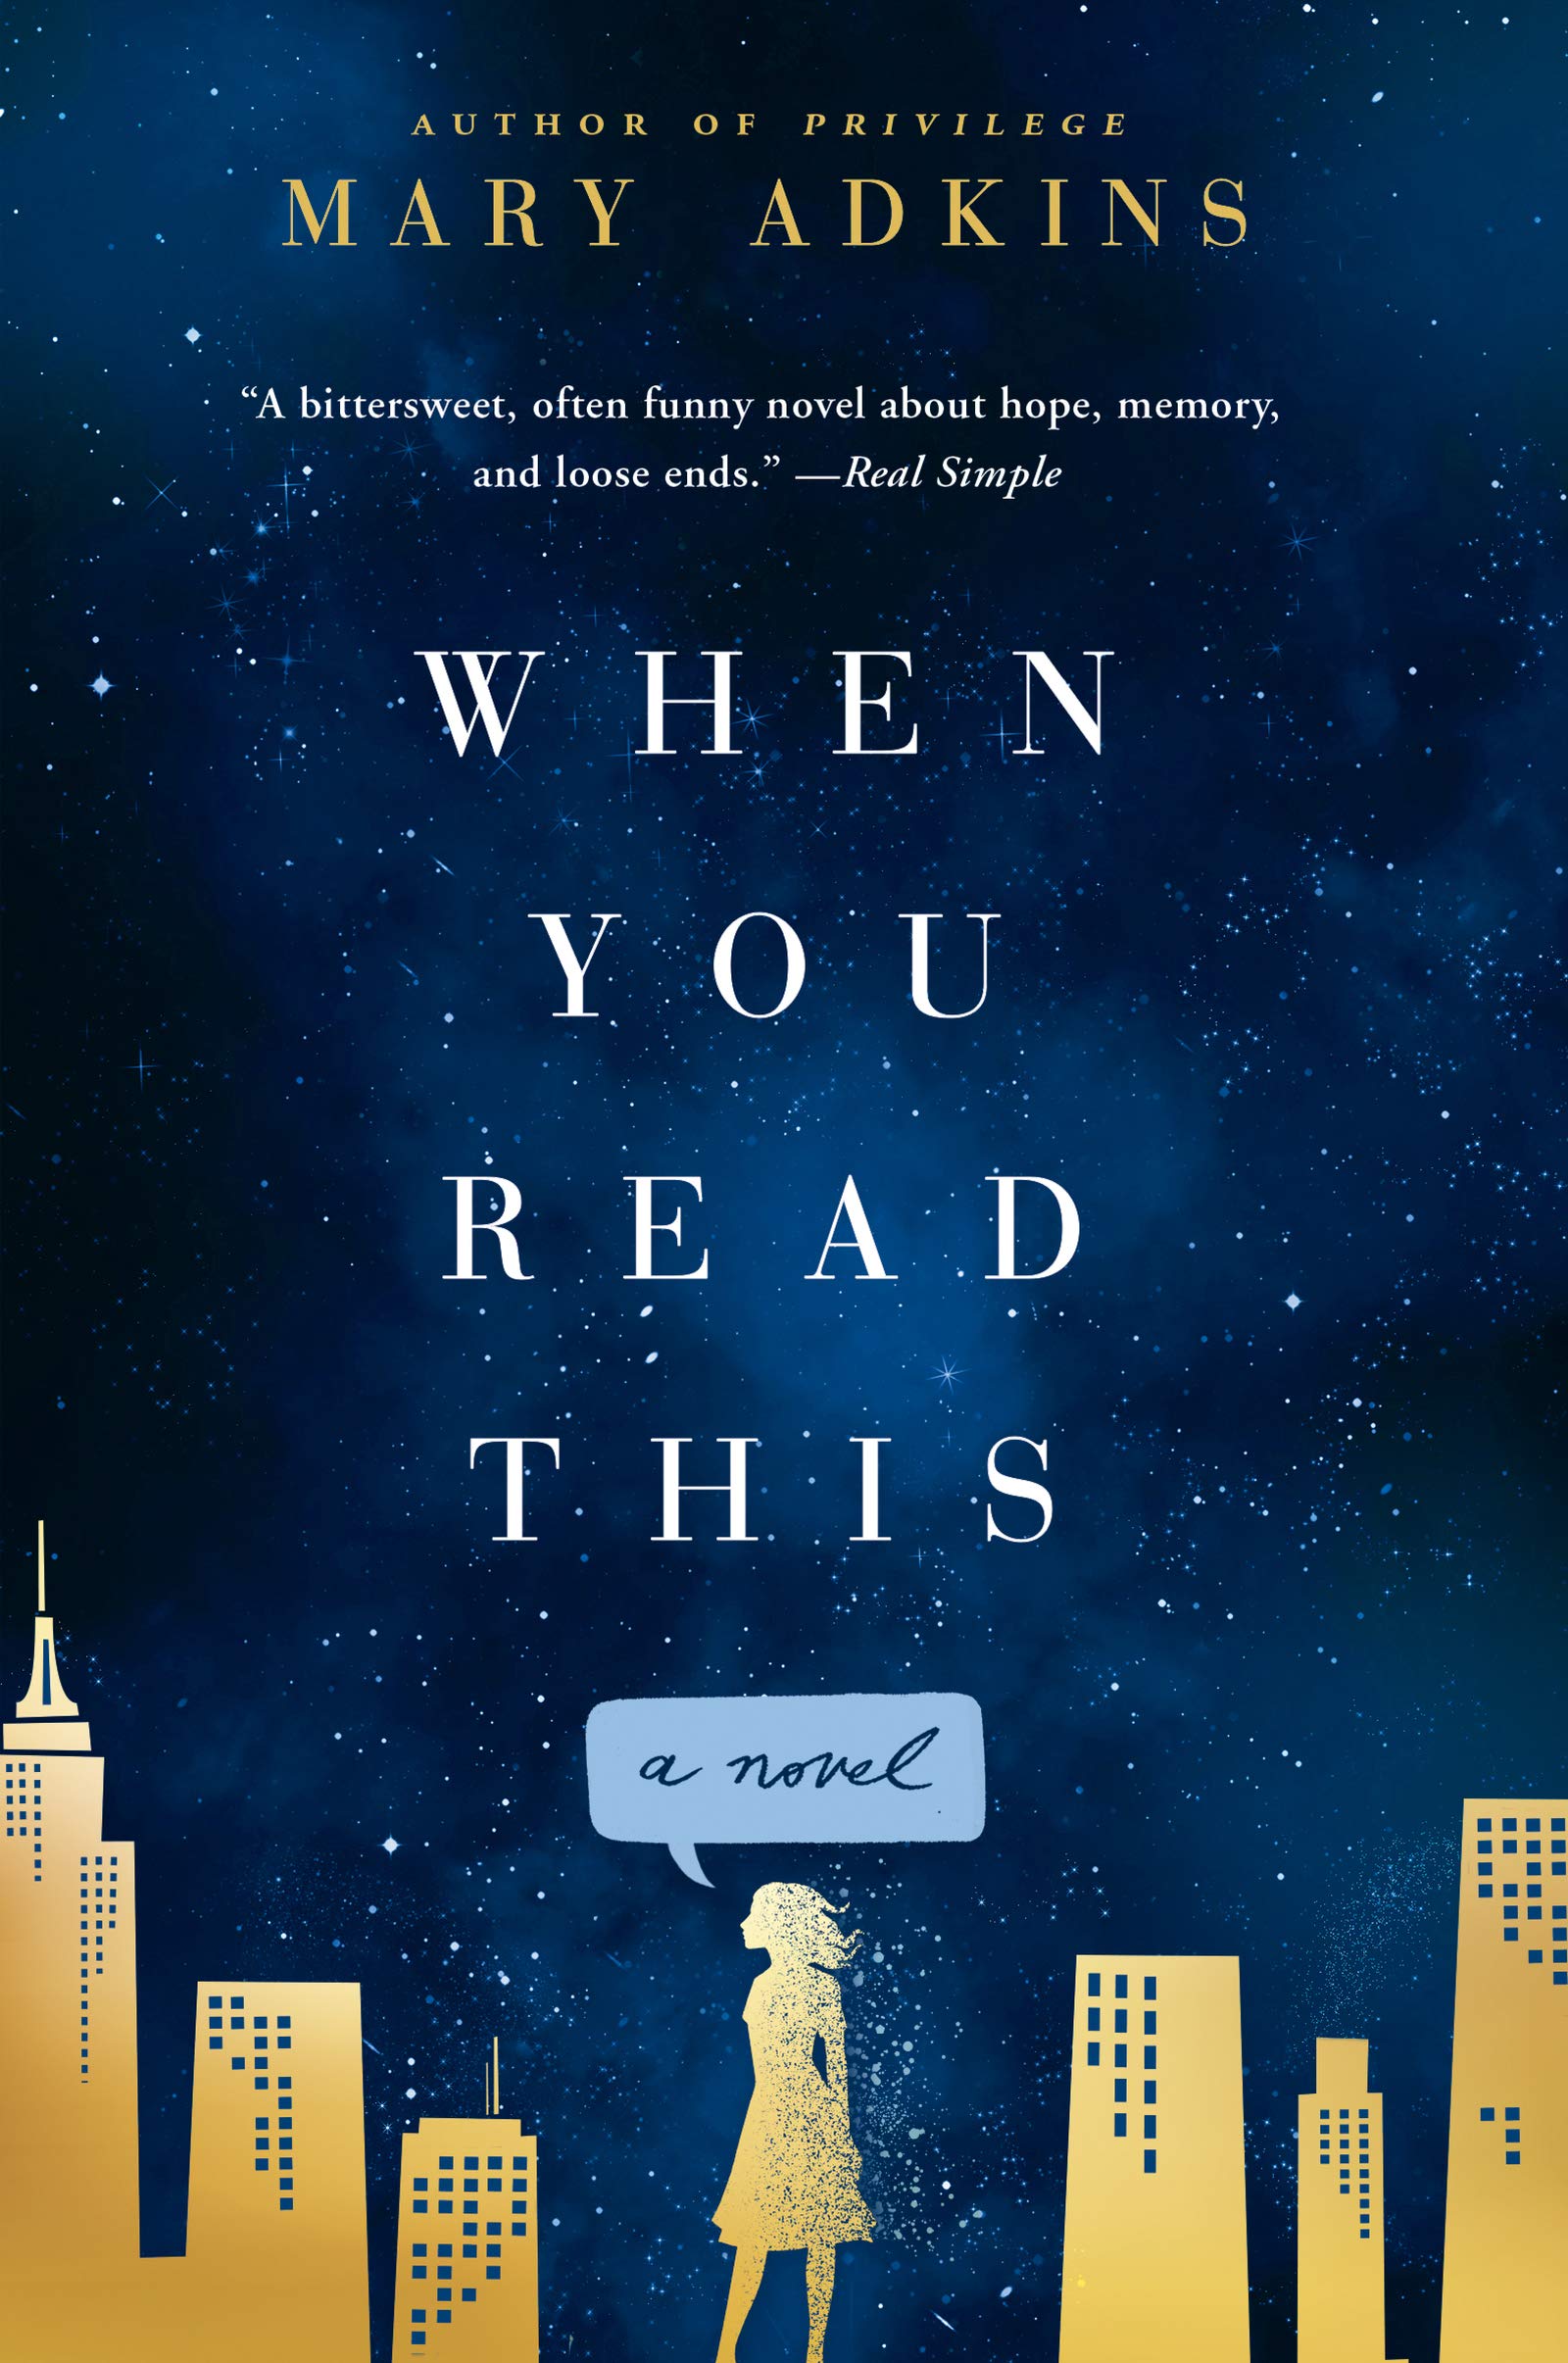 AUTHOR OF PRIVILEGE
MARY ADKINS
“A bittersweet, often funny novel about hope, memory,
and loose ends.” —Real Simple
WHEN
YOU
READ
THIS
a novel